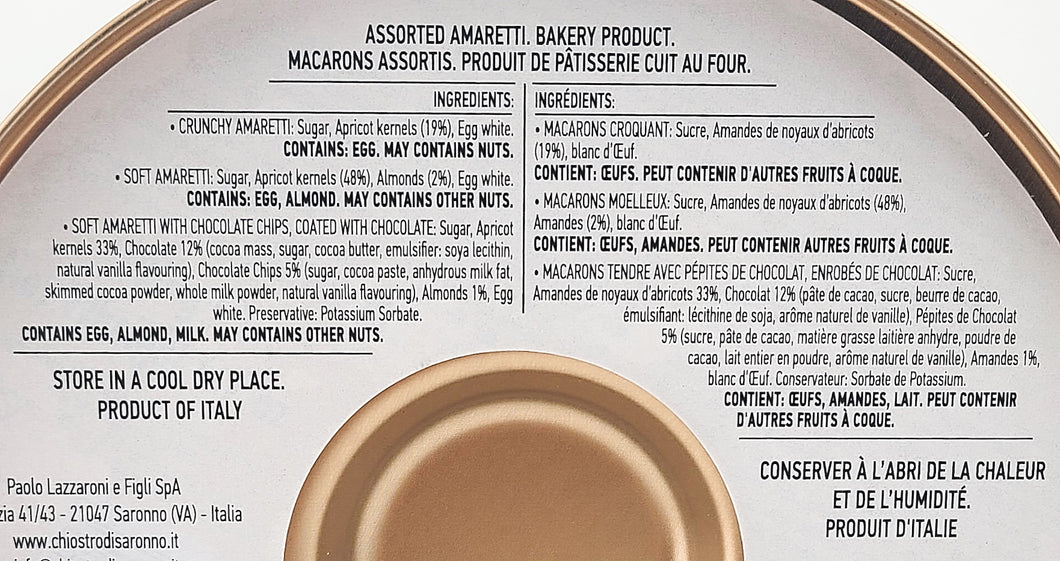 ASSORTED AMARETTI. BAKERY PRODUCT.
MACARONS ASSORTIS. PRODUIT DE PÂTISSERIE CUIT AU FOUR.
INGREDIENTS:
• CRUNCHY AMARETTI: Sugar, Apricot kernels (19%), Egg white.
CONTAINS: EGG. MAY CONTAINS NUTS.
• SOFT AMARETTI: Sugar, Apricot kernels (48%), Almonds (2%), Egg white.
CONTAINS: EGG, ALMOND. MAY CONTAINS OTHER NUTS.
• SOFT AMARETTI WITH CHOCOLATE CHIPS, COATED WITH CHOCOLATE: Sugar, Apricot
kernels 33%, Chocolate 12% (cocoa mass, sugar, cocoa butter, emulsifier: soya lecithin,
natural vanilla flavouring), Chocolate Chips 5% (sugar, cocoa paste, anhydrous milk fat,
skimmed cocoa powder, whole milk powder, natural vanilla flavouring), Almonds 1%, Egg
white. Preservative: Potassium Sorbate.
CONTAINS EGG, ALMOND, MILK. MAY CONTAINS OTHER NUTS.
STORE IN A COOL DRY PLACE.
PRODUCT OF ITALY
Paolo Lazzaroni e Figli SpA
41/43 - 21047 Saronno (VA) - Italia
www.chiostrodisaronno.it
INGRÉDIENTS:
• MACARONS CROQUANT: Sucre, Amandes de noyaux d'abricots
(19%), blanc d'Œuf.
CONTIENT: ŒUFS. PEUT CONTENIR D'AUTRES FRUITS À COQUE.
• MACARONS MOELLEUX: Sucre, Amandes de noyaux d'abricots (48%),
Amandes (2%), blanc d'Œuf.
CONTIENT: ŒUFS, AMANDES. PEUT CONTENIR AUTRES FRUITS À COQUE.
• MACARONS TENDRE AVEC PÉPITES DE CHOCOLAT, ENROBÉS DE CHOCOLAT: Sucre,
Amandes de noyaux d'abricots 33%, Chocolat 12% (pâte de cacao, sucre, beurre de cacao,
émulsifiant: lécithine de soja, arôme naturel de vanille), Pépites de Chocolat
5% (sucre, pâte de cacao, matière grasse laitière anhydre, poudre de
cacao, lait entier en poudre, arôme naturel de vanille), Amandes 1%,
blanc d'Œuf. Conservateur: Sorbate de Potassium.
CONTIENT: ŒUFS, AMANDES, LAIT. PEUT CONTENIR
D'AUTRES FRUITS À COQUE.
CONSERVER À L'ABRI DE LA CHALEUR
ET DE L'HUMIDITÉ.
PRODUIT D'ITALIE